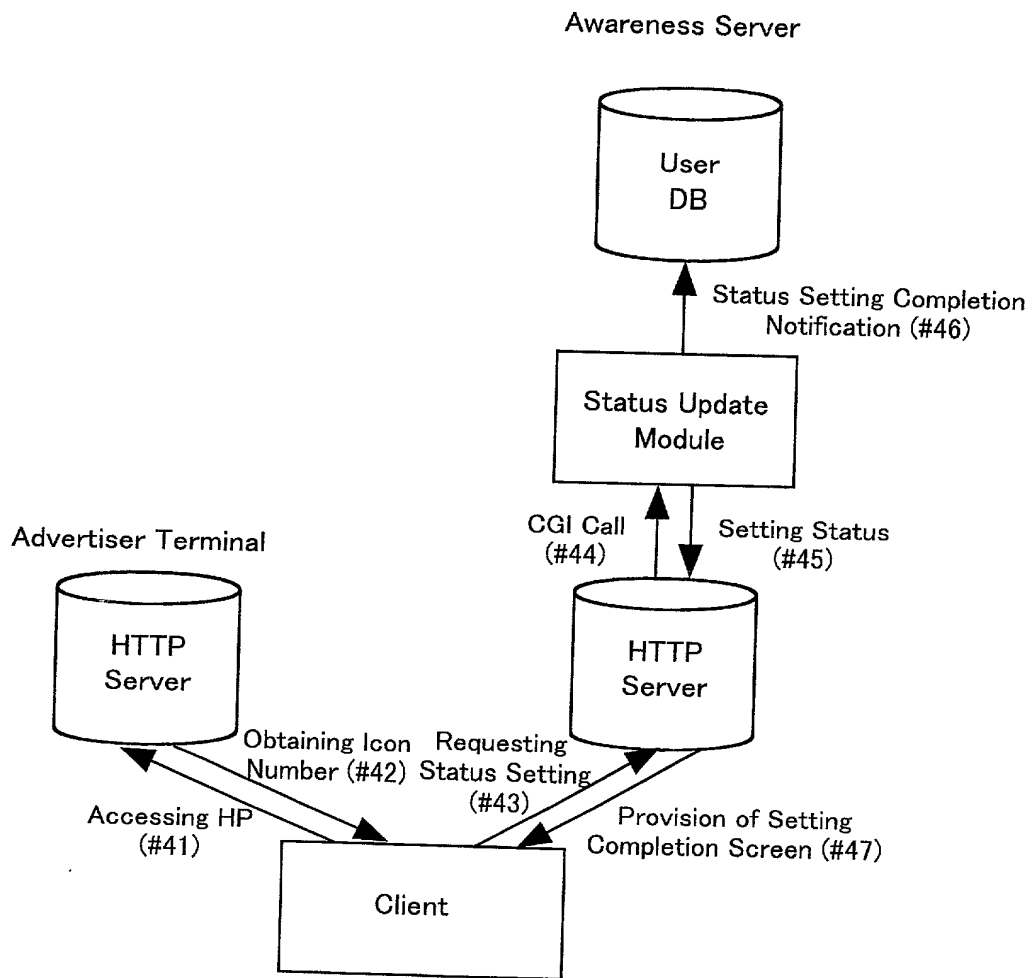 Awareness Server
User
DB
Status Setting Completion
Notification (#46)
Status Update
Module
CGI Call
(#44)
Setting Status
(#45)
Advertiser Terminal
HTTP
Server
HTTP
Server
Obtaining Icon
Number (#42)
Requesting
Status Setting
(#43)
Accessing HP
(#41)
Provision of Setting
Completion Screen (#47)
Client